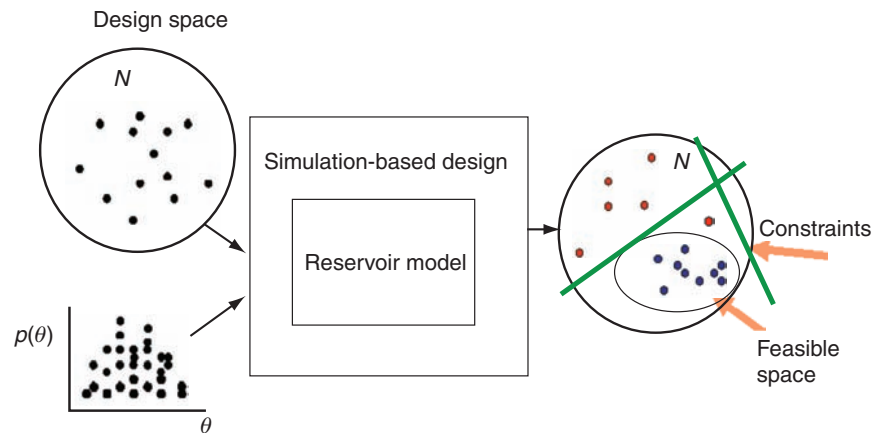 Design space
N
Simulation-based design
Reservoir model
p(θ)
θ
N
Constraints
Feasible
space